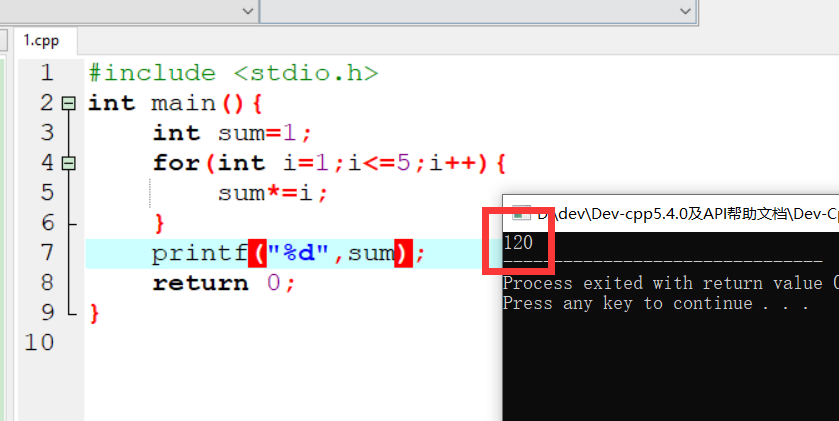 1.cpp
1 #include <stdio.h>
2 int main(){
3 int sum=1;
4 for(int i=1;i<=5;i++){
5 sum*=i;
6 }
7 printf("%d",sum);
8 return 0;
9 }
10
D:\dev\Dev-cpp5.4.0及API帮助文档\Dev-C
120
--------------------------------
Process exited with return value 0
Press any key to continue . . .